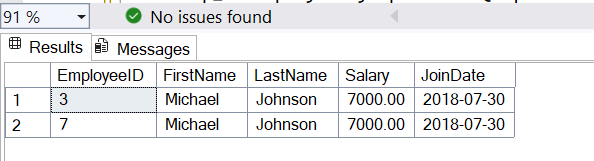 91 %
No issues found
Results Messages
EmployeeID FirstName LastName Salary JoinDate
1 3 Michael Johnson 7000.00 2018-07-30
2 7 Michael Johnson 7000.00 2018-07-30